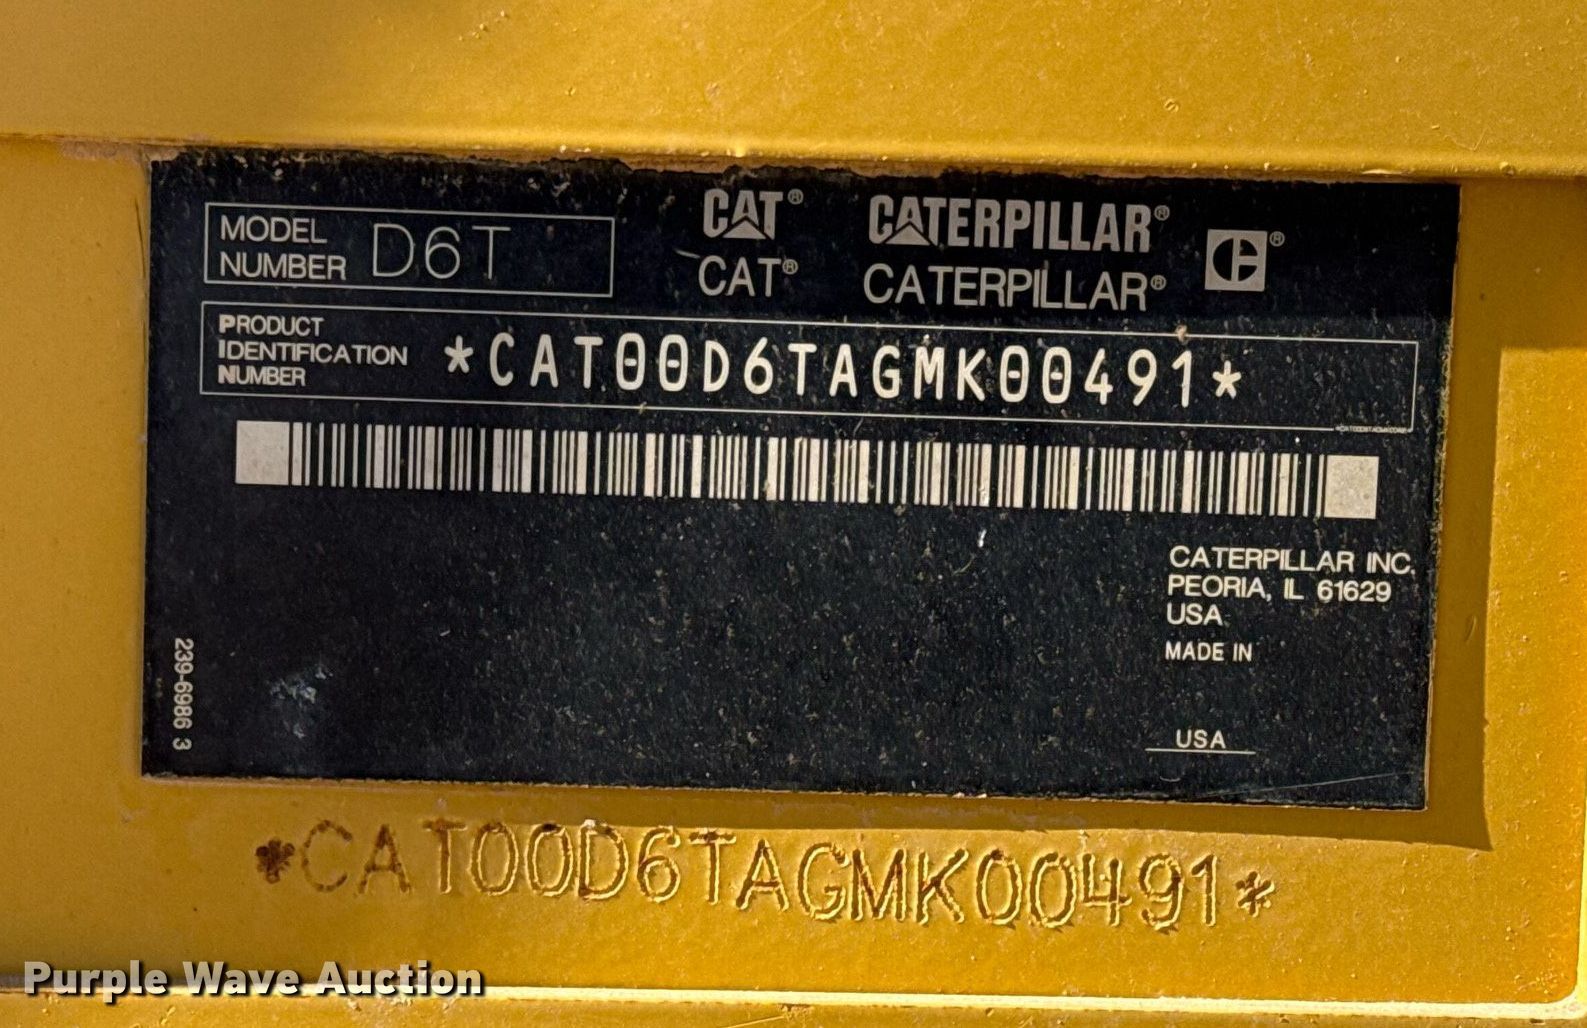 MODEL NUMBER D6T
CAT® CATERPILLAR® ®
CAT® CATERPILLAR®
PRODUCT IDENTIFICATION NUMBER *CAT00D6TAGMK00491*
CATERPILLAR INC.
PEORIA, IL 61629
USA
MADE IN
USA
239-6986 3
*CAT00D6TAGMK00491*
Purple Wave Auction